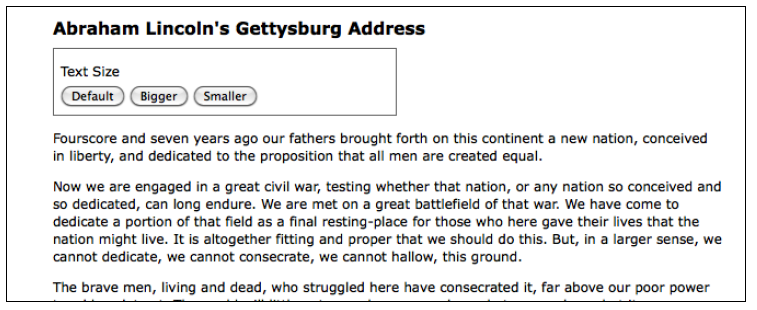 Abraham Lincoln's Gettysburg Address
Text Size
Default Bigger Smaller
Fourscore and seven years ago our fathers brought forth on this continent a new nation, conceived
in liberty, and dedicated to the proposition that all men are created equal.
Now we are engaged in a great civil war, testing whether that nation, or any nation so conceived and
so dedicated, can long endure. We are met on a great battlefield of that war. We have come to
dedicate a portion of that field as a final resting-place for those who here gave their lives that the
nation might live. It is altogether fitting and proper that we should do this. But, in a larger sense, we
cannot dedicate, we cannot consecrate, we cannot hallow, this ground.
The brave men, living and dead, who struggled here have consecrated it, far above our poor power